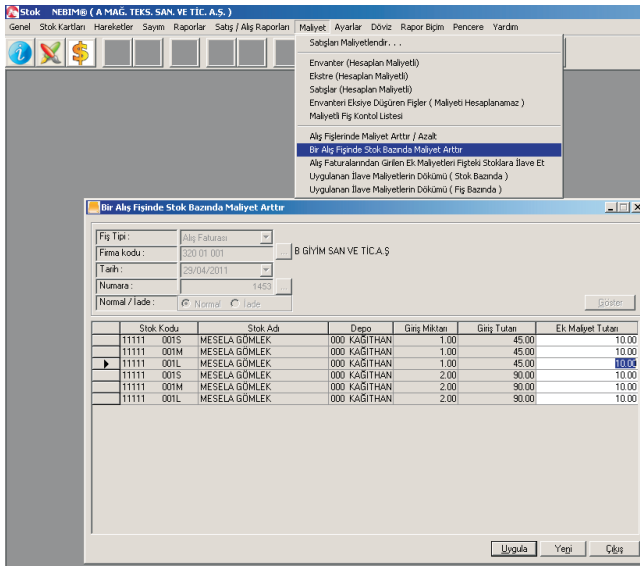 Stok NEBIM® ( A MAĞ. TEKS. SAN. VE TİC. A.Ş. )
Genel Stok Kartları Hareketler Sayım Raporlar Satış / Alış Raporları Maliyet Ayarlar Döviz Rapor Biçim Pencere Yardım
Satışları Maliyetlendir. . .
Envanter (Hesaplan Maliyetli)
Ekstre (Hesaplan Maliyetli)
Satışlar (Hesaplan Maliyetli)
Envanteri Eksiye Düşüren Fişler ( Maliyeti Hesaplanamaz )
Maliyetli Fiş Kontol Listesi
Alış Fişlerinde Maliyet Arttır / Azalt
Bir Alış Fişinde Stok Bazında Maliyet Arttır
Alış Faturalarından Girilen Ek Maliyetleri Fişteki Stoklara İlave Et
Uygulanan İlave Maliyetlerin Dökümü ( Stok Bazında )
Uygulanan İlave Maliyetlerin Dökümü ( Fiş Bazında )
Bir Alış Fişinde Stok Bazında Maliyet Arttır
Fiş Tipi : Alış Faturası
Firma kodu : 320 01 001 ... B GİYİM SAN VE TİC.A.Ş
Tarih : 29/04/2011
Numara : 1453 ...
Normal / İade : Normal İade Göster
Stok Kodu Stok Adı Depo Giriş Miktarı Giriş Tutarı Ek Maliyet Tutarı
11111 001S MESELA GÖMLEK 000 KAĞITHAN 1.00 45.00 10.00
11111 001M MESELA GÖMLEK 000 KAĞITHAN 1.00 45.00 10.00
11111 001L MESELA GÖMLEK 000 KAĞITHAN 1.00 45.00 10.00
11111 001S MESELA GÖMLEK 000 KAĞITHAN 2.00 90.00 10.00
11111 001M MESELA GÖMLEK 000 KAĞITHAN 2.00 90.00 10.00
11111 001L MESELA GÖMLEK 000 KAĞITHAN 2.00 90.00 10.00
Uygula Yeni Çıkış